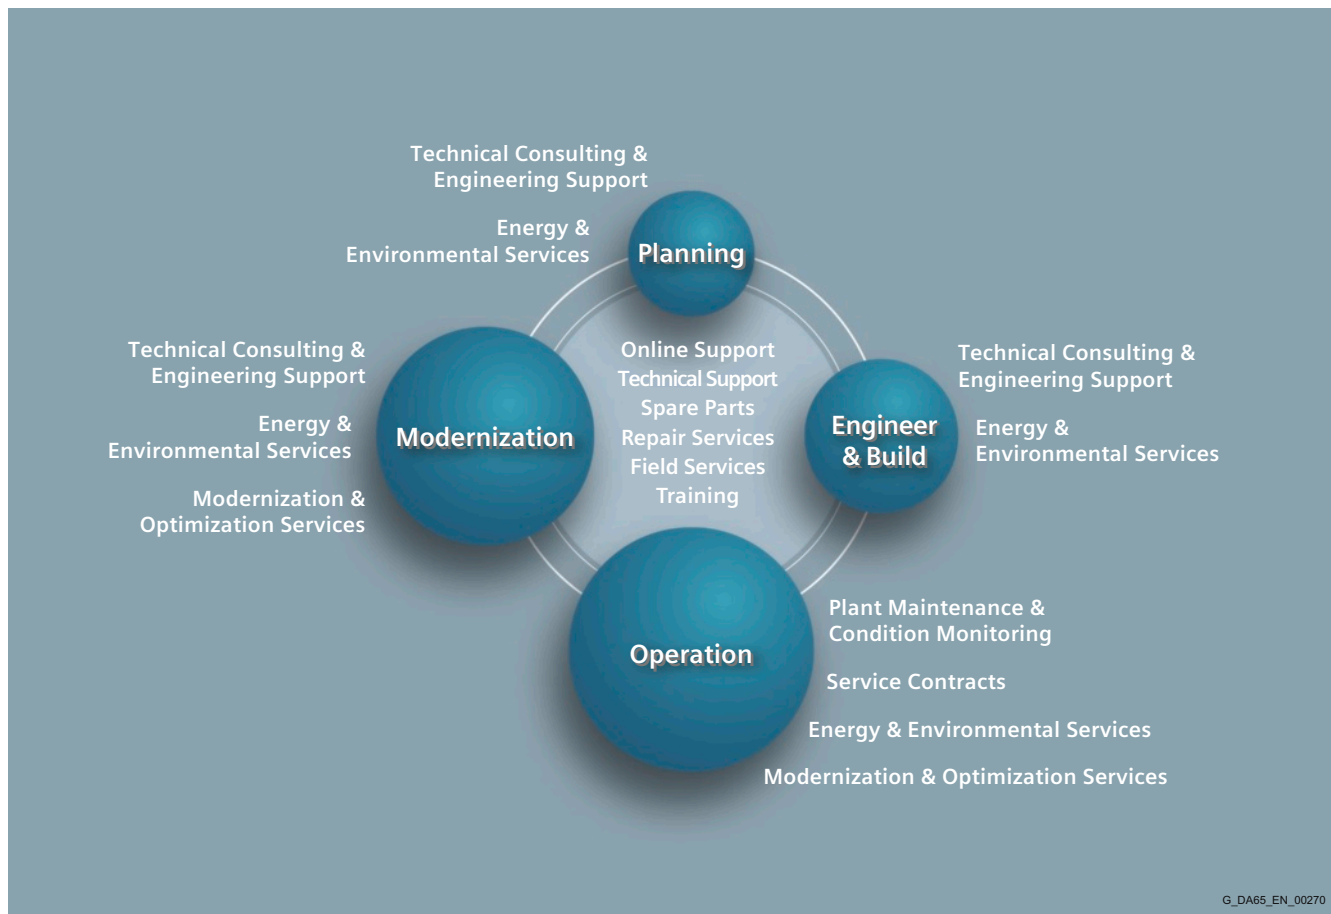 Technical Consulting &
Engineering Support
Energy &
Environmental Services
Planning
Technical Consulting &
Engineering Support
Energy &
Environmental Services
Modernization &
Optimization Services
Modernization
Online Support
Technical Support
Spare Parts
Repair Services
Field Services
Training
Engineer
& Build
Technical Consulting &
Engineering Support
Energy &
Environmental Services
Operation
Plant Maintenance &
Condition Monitoring
Service Contracts
Energy & Environmental Services
Modernization & Optimization Services
G_DA65_EN_00270